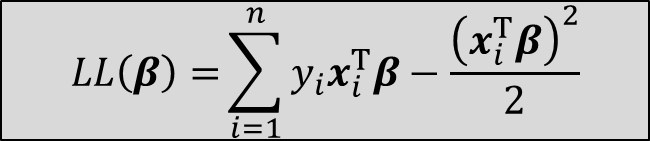 LL(β) = ∑_{i=1}^{n} y_i x_i^T β − (x_i^T β)^2 / 2